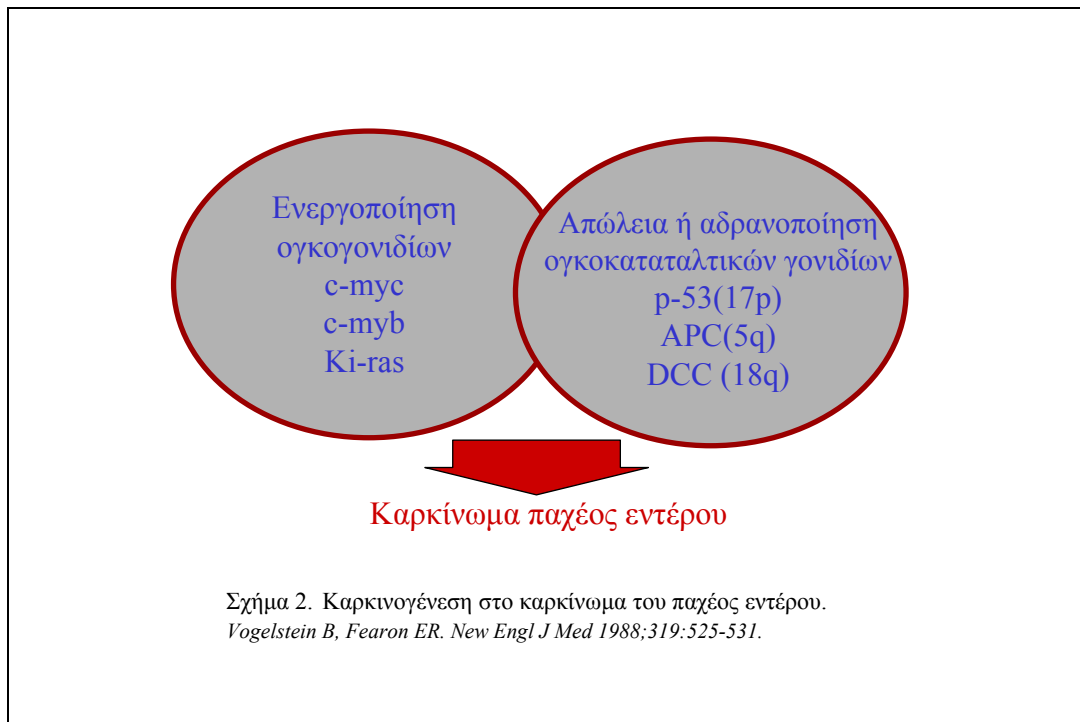 Ενεργοποίηση
ογκογονιδίων
c-myc
c-myb
Ki-ras
Απώλεια ή αδρανοποίηση
ογκοκαταταλτικών γονιδίων
p-53(17p)
APC(5q)
DCC (18q)
Καρκίνωμα παχέος εντέρου
Σχήμα 2. Καρκινογένεση στο καρκίνωμα του παχέος εντέρου.
Vogelstein B, Fearon ER. New Engl J Med 1988;319:525-531.